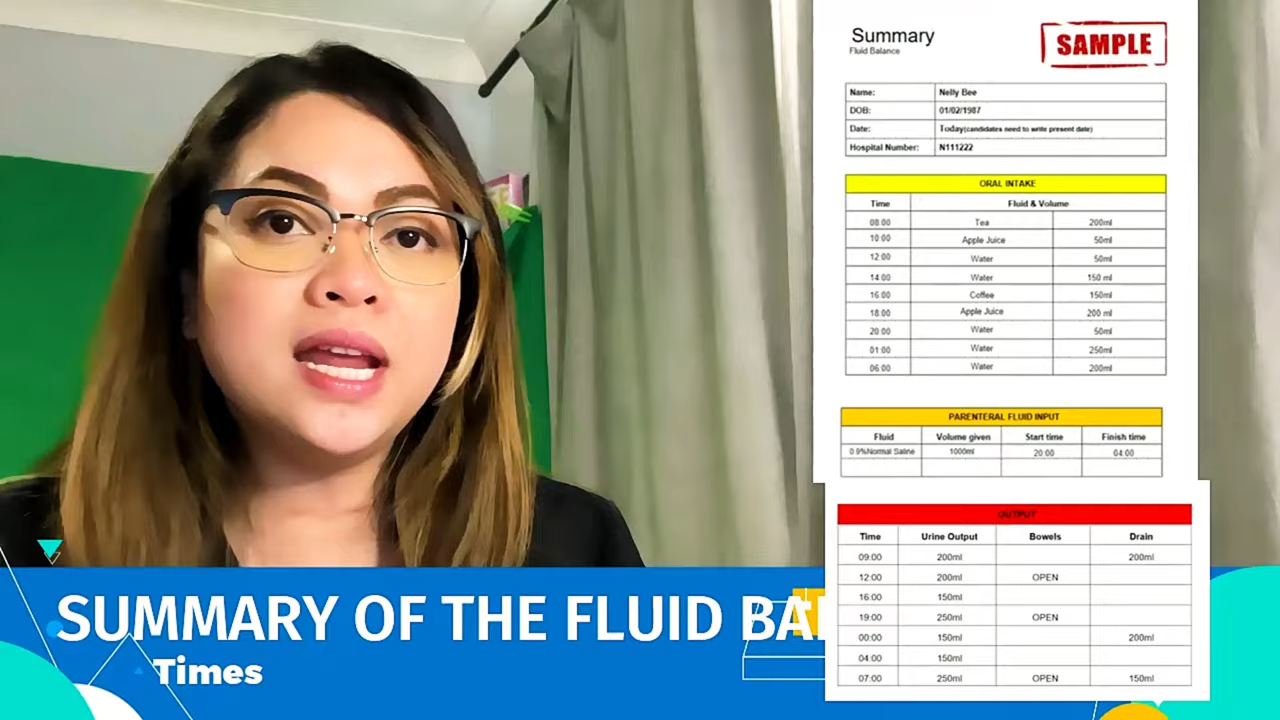 Summary
Fluid Balance
SAMPLE
Name: Nelly Bee
DOB: 01/02/1987
Date: Today(candidates need to write present date)
Hospital Number: N111222
ORAL INTAKE
Time Fluid & Volume
08:00 Tea 200ml
10:00 Apple Juice 50ml
12:00 Water 50ml
14:00 Water 150 ml
16:00 Coffee 150ml
18:00 Apple Juice 200 ml
20:00 Water 50ml
01:00 Water 250ml
06:00 Water 200ml
PARENTERAL FLUID INPUT
Fluid Volume given Start time Finish time
0.9%Normal Saline 1000ml 20:00 04:00
OUTPUT
Time Urine Output Bowels Drain
09:00 200ml 200ml
12:00 200ml OPEN
16:00 150ml
19:00 250ml OPEN
00:00 150ml 200ml
04:00 150ml
07:00 250ml OPEN 150ml
SUMMARY OF THE FLUID BA
Times